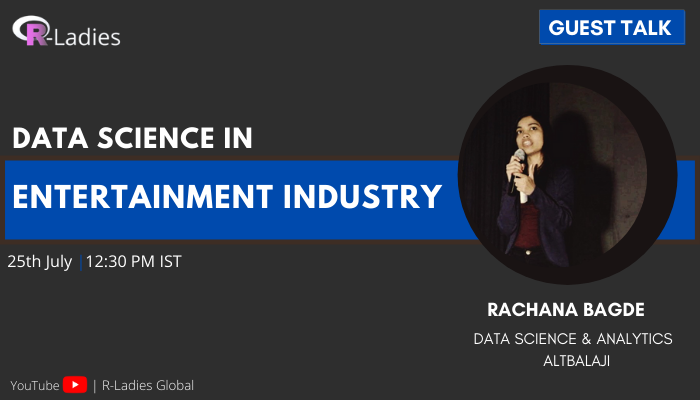 R-Ladies
GUEST TALK
DATA SCIENCE IN
ENTERTAINMENT INDUSTRY
25th July |12:30 PM IST
RACHANA BAGDE
DATA SCIENCE & ANALYTICS
ALTBALAJI
YouTube | R-Ladies Global